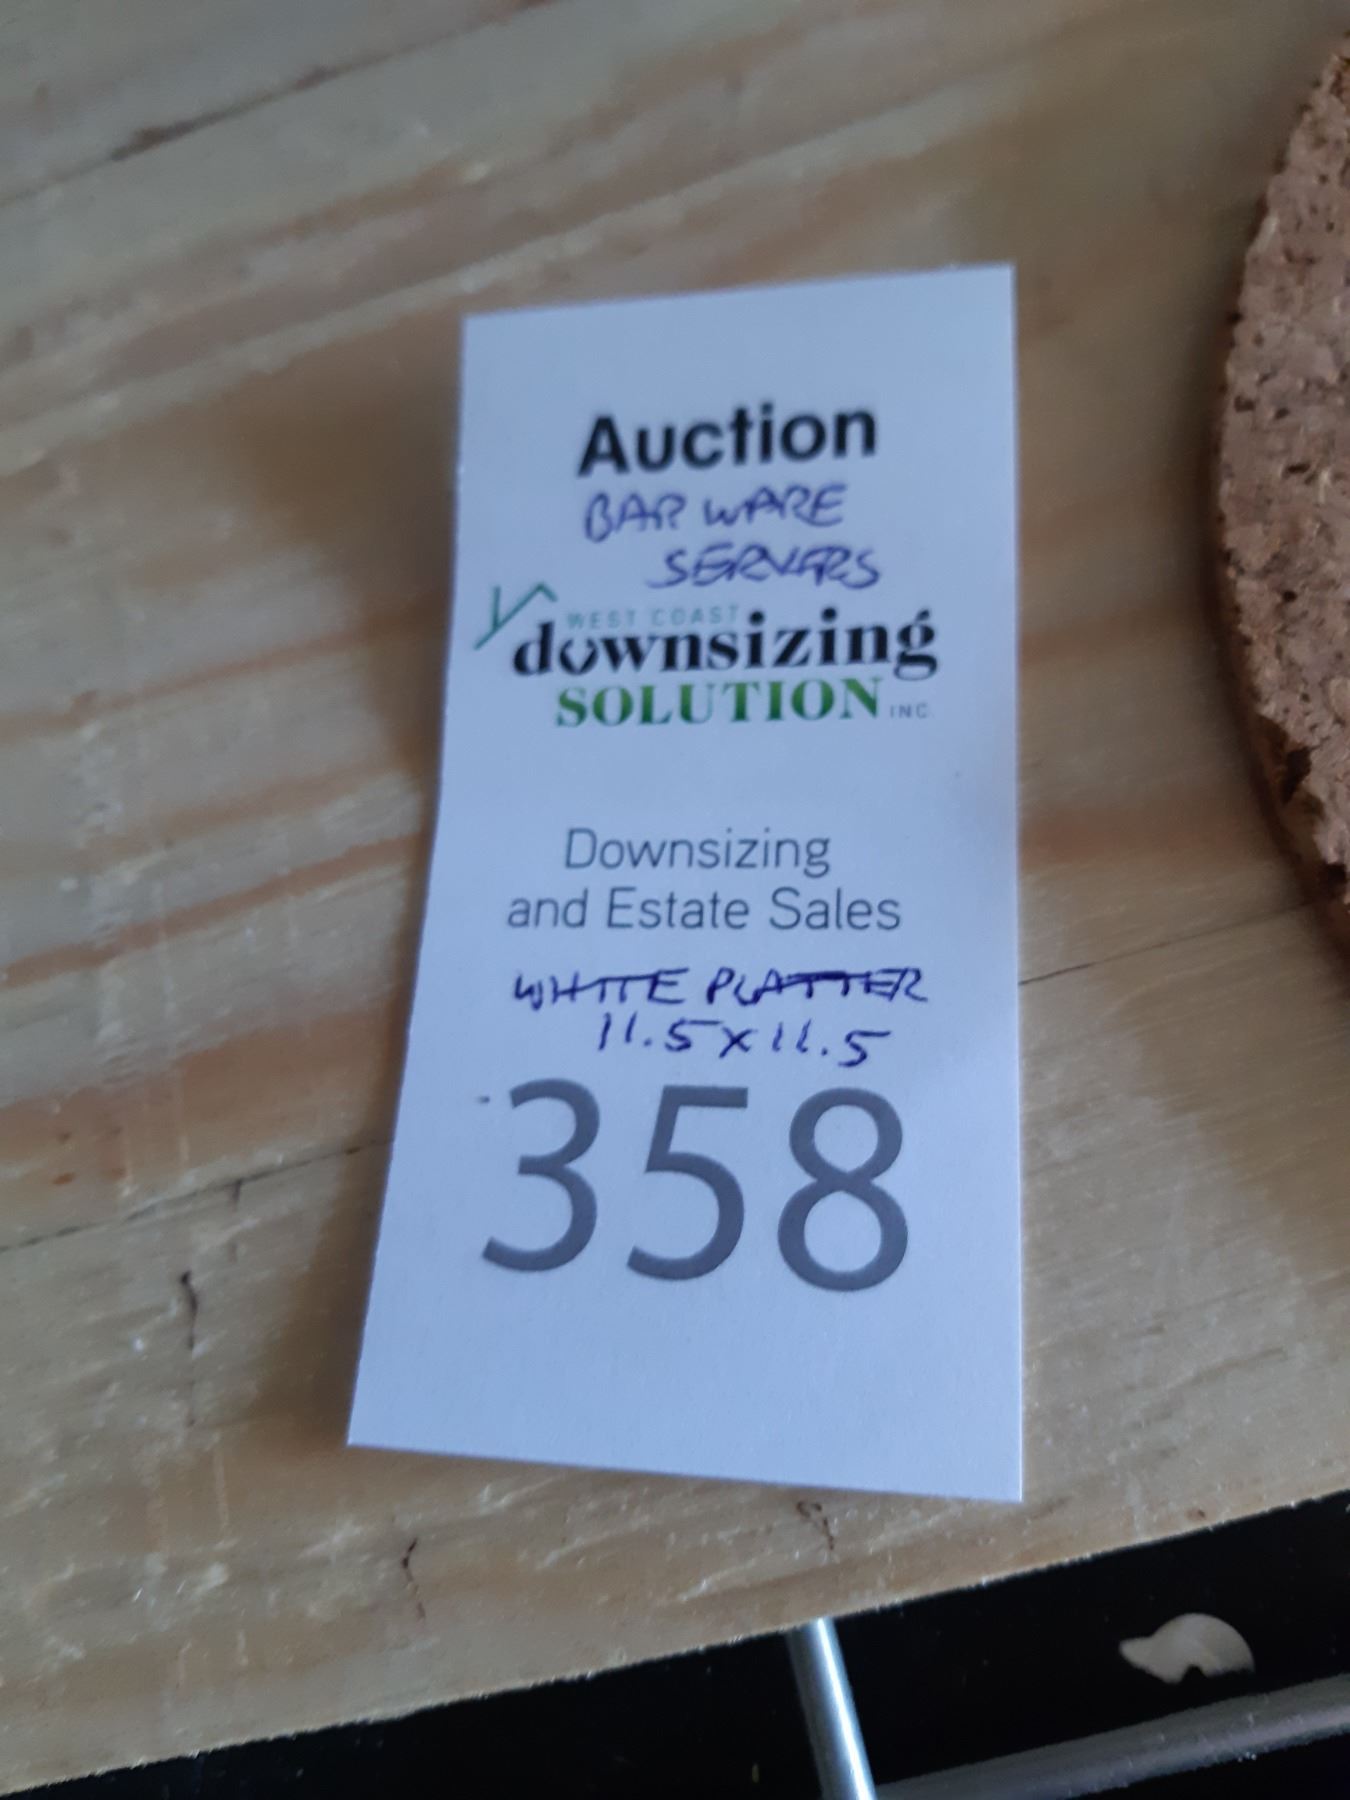 Auction
BAR WARE
SERVERS
WEST COAST
downsizing
SOLUTION INC.
Downsizing
and Estate Sales
WHITE PLATTER
11.5 x 11.5
358